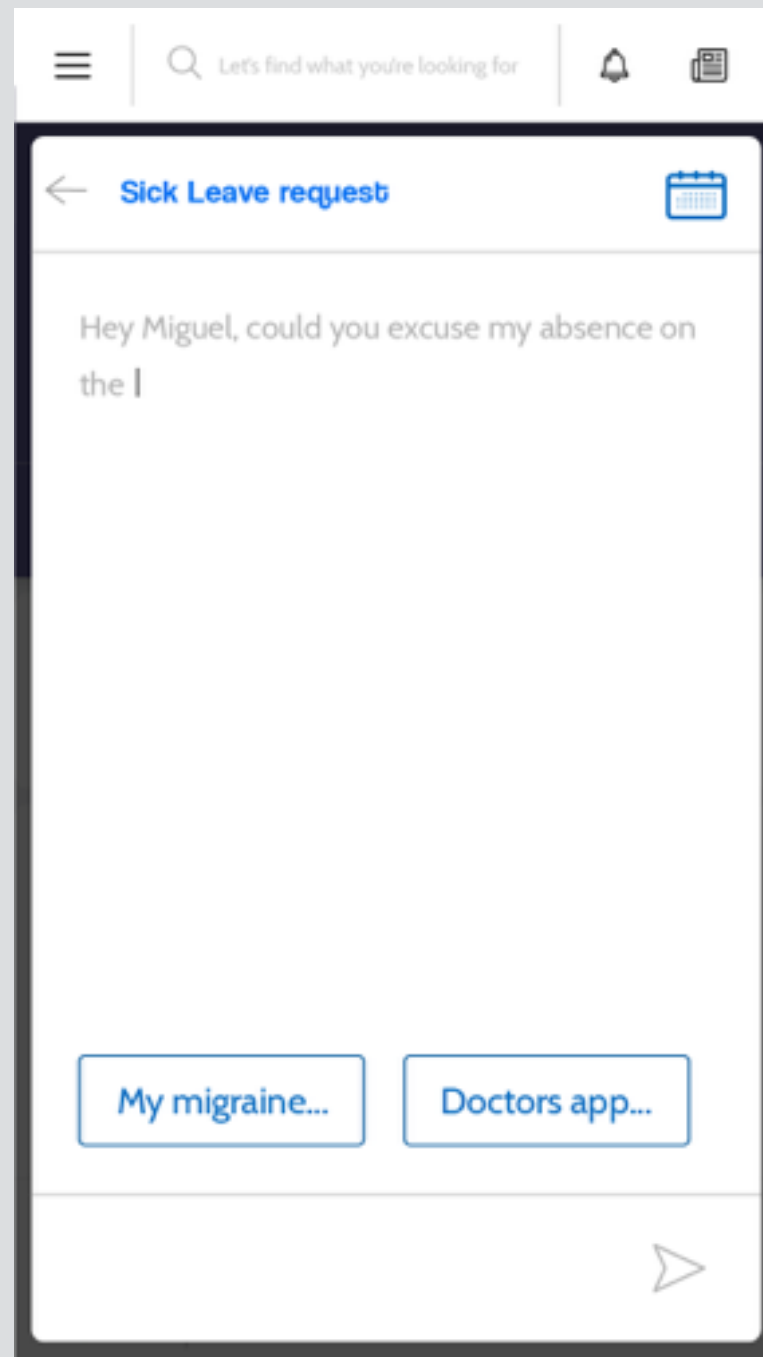 Let's find what you're looking for
Sick Leave request
Hey Miguel, could you excuse my absence on
the
My migraine...
Doctors app...